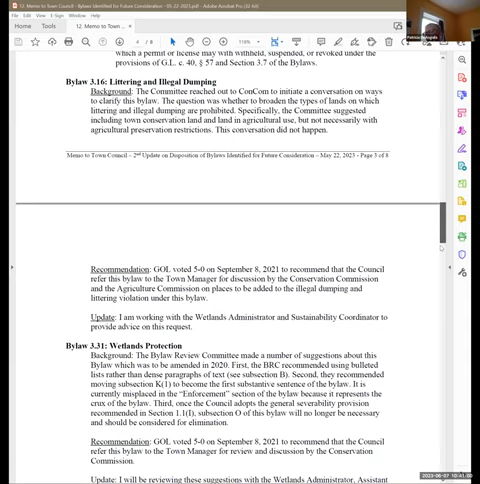 12. Memo to Town Council - Bylaws Identified for Future Consideration - 05-22-2023.pdf - Adobe Acrobat Pro (32-bit)
File Edit View E-Sign Window Help
Home Tools 12. Memo to Town ... ×
4 / 8 110%
which a permit or license may with withheld, suspended, or revoked under the
provisions of G.L. c. 40, § 57 and Section 3.7 of the Bylaws.
Bylaw 3.16: Littering and Illegal Dumping
Background: The Committee reached out to ConCom to initiate a conversation on ways
to clarify this bylaw. The question was whether to broaden the types of lands on which
littering and illegal dumping are prohibited. Specifically, the Committee suggested
including town conservation land and land in agricultural use, but not necessarily with
agricultural preservation restrictions. This conversation did not happen.
Memo to Town Council – 2nd Update on Disposition of Bylaws Identified for Future Consideration – May 22, 2023 - Page 3 of 8
Recommendation: GOL voted 5-0 on September 8, 2021 to recommend that the Council
refer this bylaw to the Town Manager for discussion by the Conservation Commission
and the Agriculture Commission on places to be added to the illegal dumping and
littering violation under this bylaw.
Update: I am working with the Wetlands Administrator and Sustainability Coordinator to
provide advice on this request.
Bylaw 3.31: Wetlands Protection
Background: The Bylaw Review Committee made a number of suggestions about this
Bylaw which was to be amended in 2020. First, the BRC recommended using bulleted
lists rather than dense paragraphs of text (see subsection B). Second, they recommended
moving subsection K(1) to become the first substantive sentence of the bylaw. It is
currently misplaced in the "Enforcement" section of the bylaw because it represents the
crux of the bylaw. Third, once the Council adopts the general severability provision
recommended in Section 1.1(I), subsection O of this bylaw will no longer be necessary
and should be considered for elimination.
Recommendation: GOL voted 5-0 on September 8, 2021 to recommend that the Council
refer this bylaw to the Town Manager for review and discussion by the Conservation
Commission.
Update: I will be reviewing these suggestions with the Wetlands Administrator, Assistant
2023-06-07 10:41:00